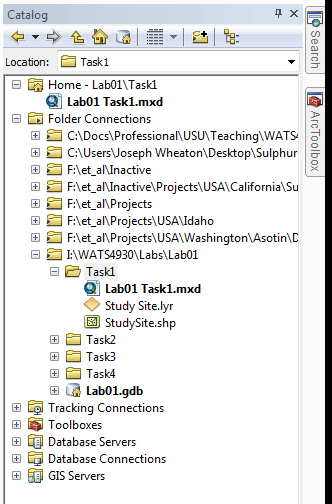 Catalog
Location: Task1
Home - Lab01\Task1
Lab01 Task1.mxd
Folder Connections
C:\Docs\Professional\USU\Teaching\WATS4
C:\Users\Joseph Wheaton\Desktop\Sulphur
F:\et_al\Inactive
F:\et_al\Inactive\Projects\USA\California\Su
F:\et_al\Projects
F:\et_al\Projects\USA\Idaho
F:\et_al\Projects\USA\Washington\Asotin\D
I:\WATS4930\Labs\Lab01
Task1
Lab01 Task1.mxd
Study Site.lyr
StudySite.shp
Task2
Task3
Task4
Lab01.gdb
Tracking Connections
Toolboxes
Database Servers
Database Connections
GIS Servers
Search
ArcToolbox